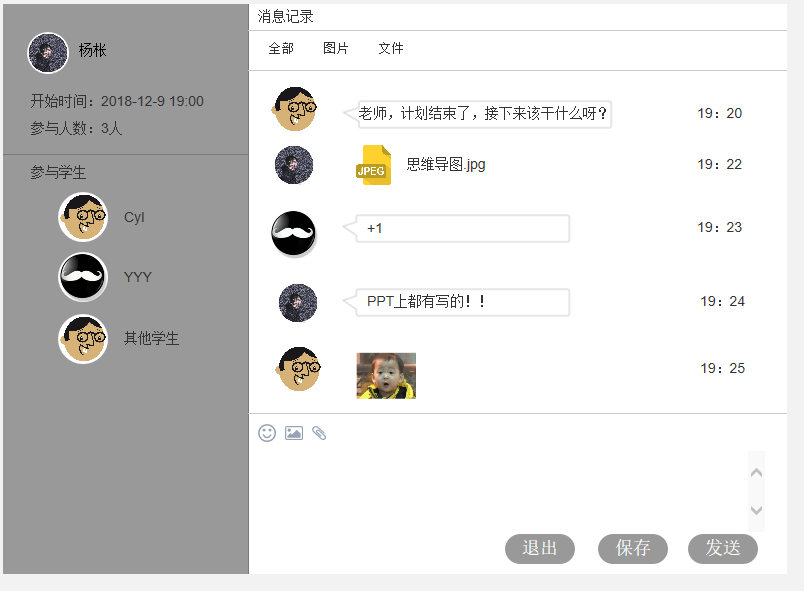 杨枨
开始时间：2018-12-9 19:00
参与人数：3人
参与学生
Cyl
YYY
其他学生
消息记录
全部 图片 文件
老师，计划结束了，接下来该干什么呀？ 19：20
JPEG 思维导图.jpg 19：22
+1 19：23
PPT上都有写的！！ 19：24
19：25
退出 保存 发送